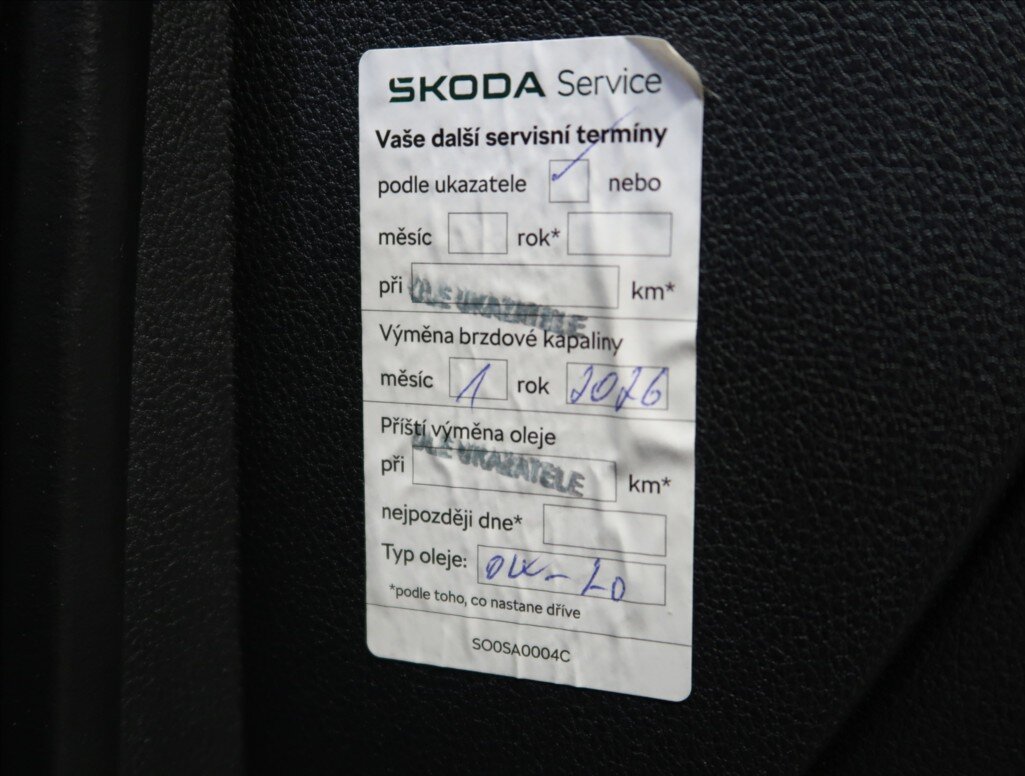 ŠKODA Service
Vaše další servisní termíny
podle ukazatele ✓ nebo
měsíc rok*
při DLE UKAZATELE km*
Výměna brzdové kapaliny
měsíc 1 rok 2026
Příští výměna oleje
při DLE UKAZATELE km*
nejpozději dne*
Typ oleje: 0W-20
*podle toho, co nastane dříve
SO0SA0004C